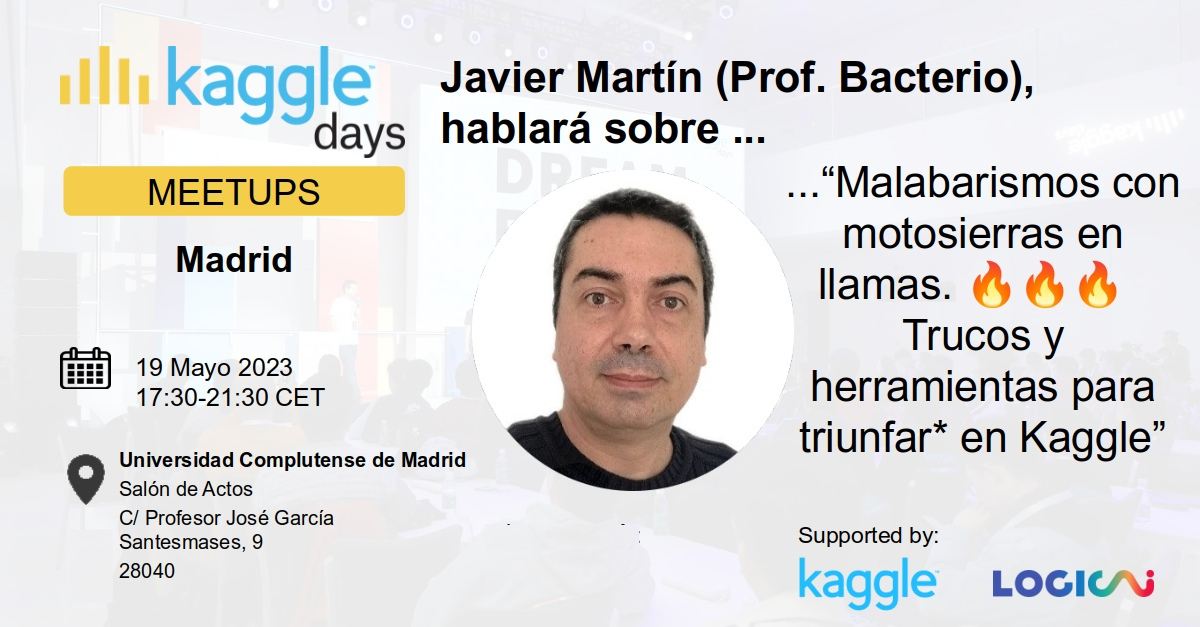 kaggle
days
MEETUPS
Madrid
19 Mayo 2023
17:30-21:30 CET
Universidad Complutense de Madrid
Salón de Actos
C/ Profesor José García
Santesmases, 9
28040
Javier Martín (Prof. Bacterio),
hablará sobre ...
...“Malabarismos con
motosierras en
llamas. 🔥🔥🔥
Trucos y
herramientas para
triunfar* en Kaggle”
DREAM
Supported by:
kaggle
LOGICAI